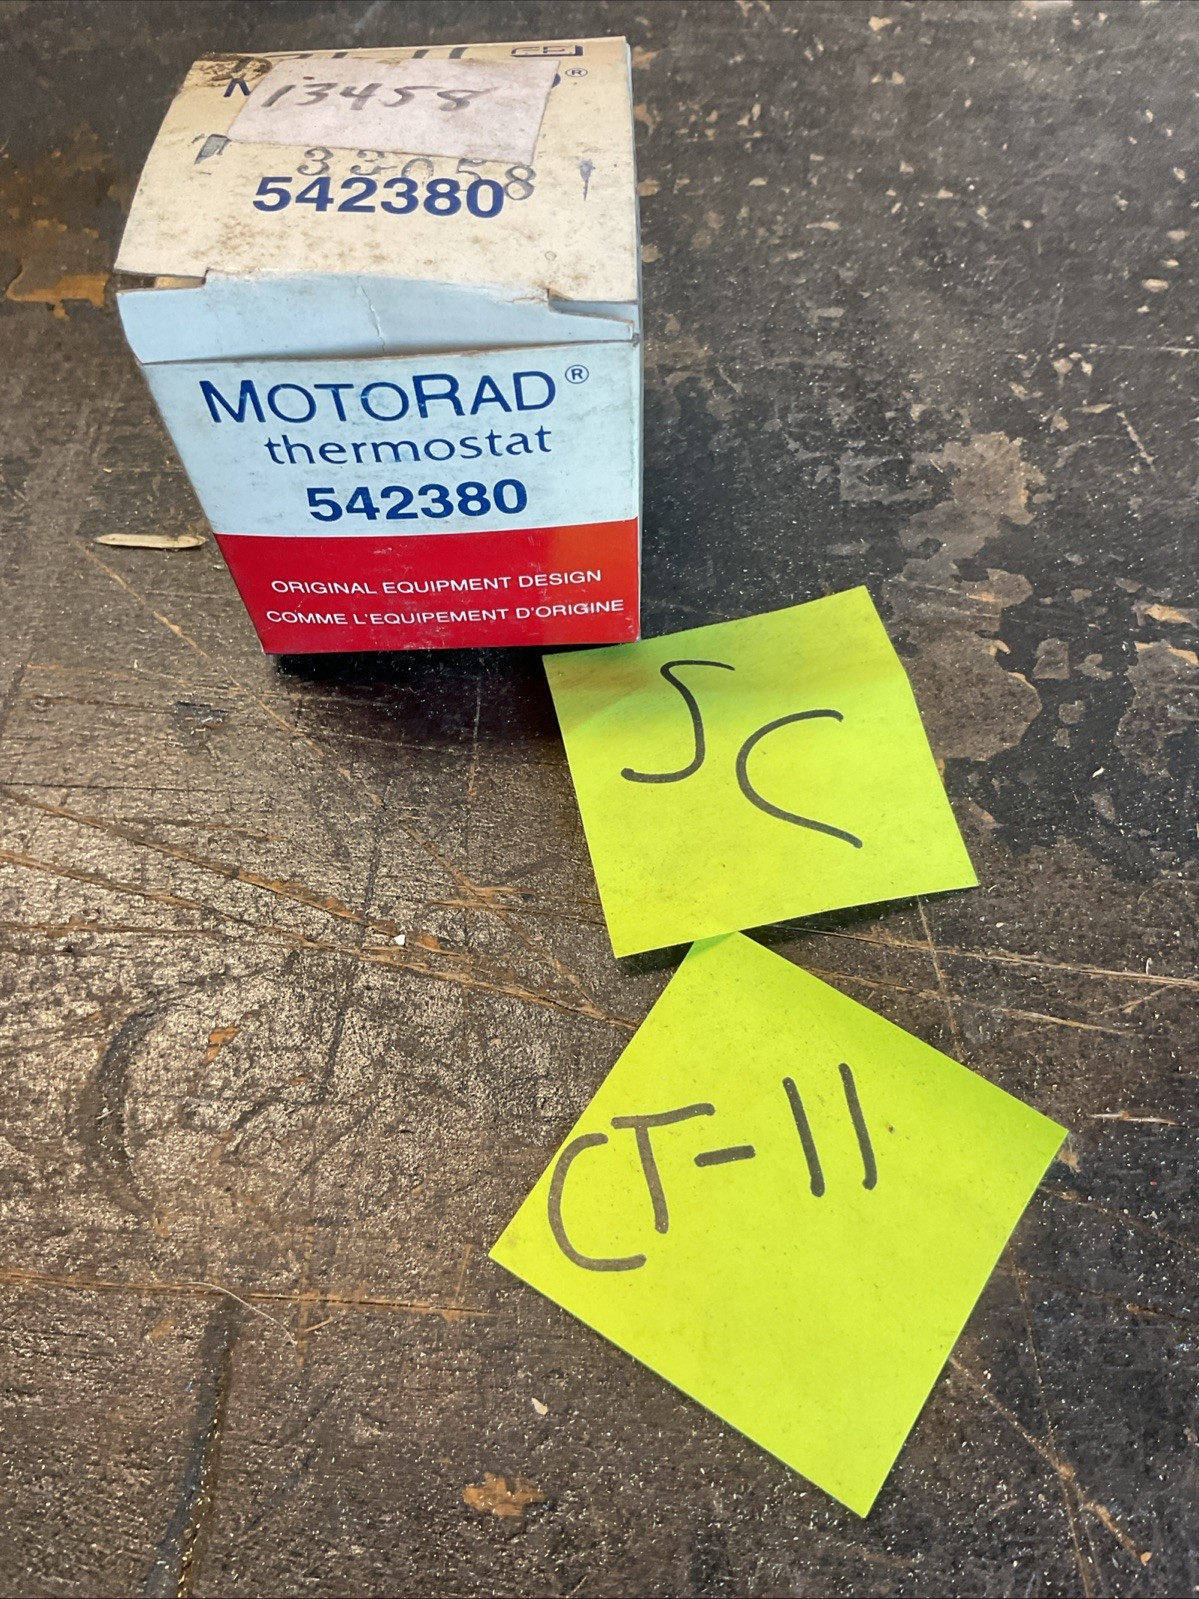 13458
33058
542380
MOTORAD®
thermostat
542380
ORIGINAL EQUIPMENT DESIGN
COMME L'EQUIPEMENT D'ORIGINE
SC
CT-11